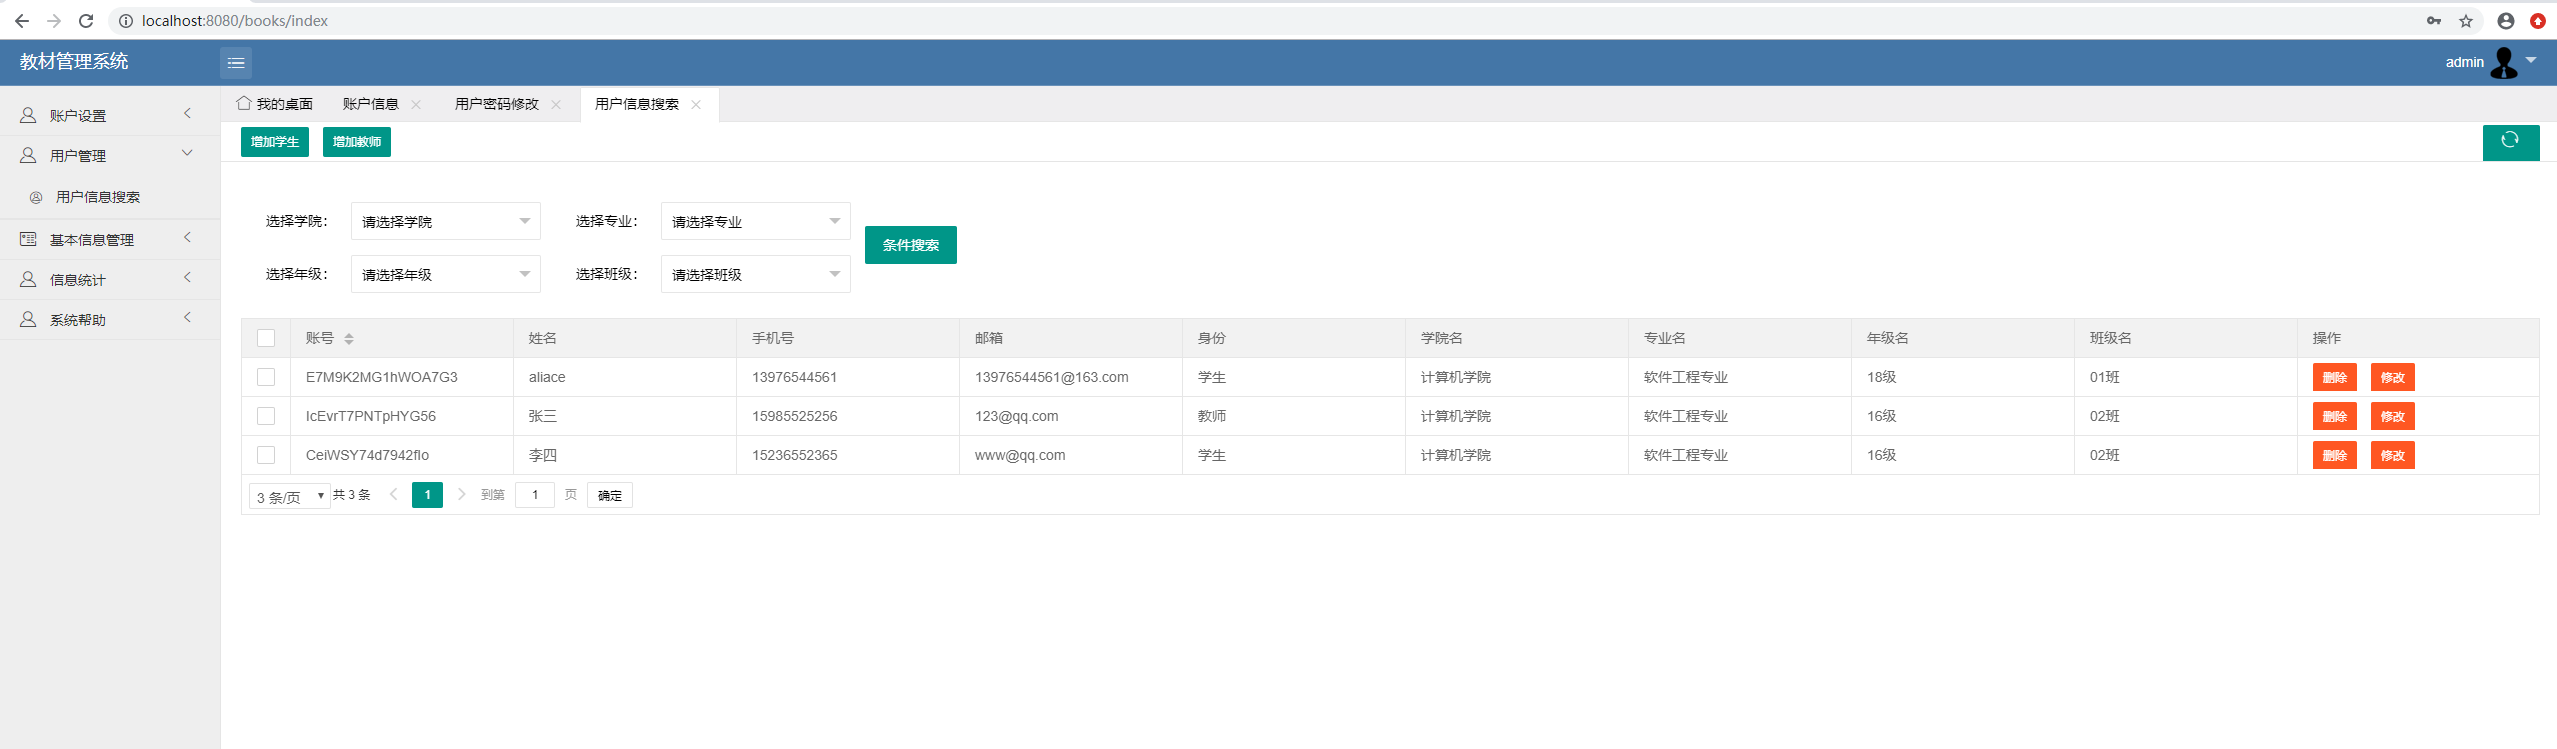 localhost:8080/books/index
教材管理系统 admin
我的桌面 账户信息 用户密码修改 用户信息搜索
账户设置
用户管理
用户信息搜索
基本信息管理
信息统计
系统帮助
增加学生 增加教师
选择学院： 请选择学院 选择专业： 请选择专业
条件搜索
选择年级： 请选择年级 选择班级： 请选择班级
账号 姓名 手机号 邮箱 身份 学院名 专业名 年级名 班级名 操作
E7M9K2MG1hWOA7G3 aliace 13976544561 13976544561@163.com 学生 计算机学院 软件工程专业 18级 01班 删除 修改
IcEvrT7PNTpHYG56 张三 15985525256 123@qq.com 教师 计算机学院 软件工程专业 16级 02班 删除 修改
CeiWSY74d7942flo 李四 15236552365 www@qq.com 学生 计算机学院 软件工程专业 16级 02班 删除 修改
3 条/页 共 3 条 1 到第 1 页 确定